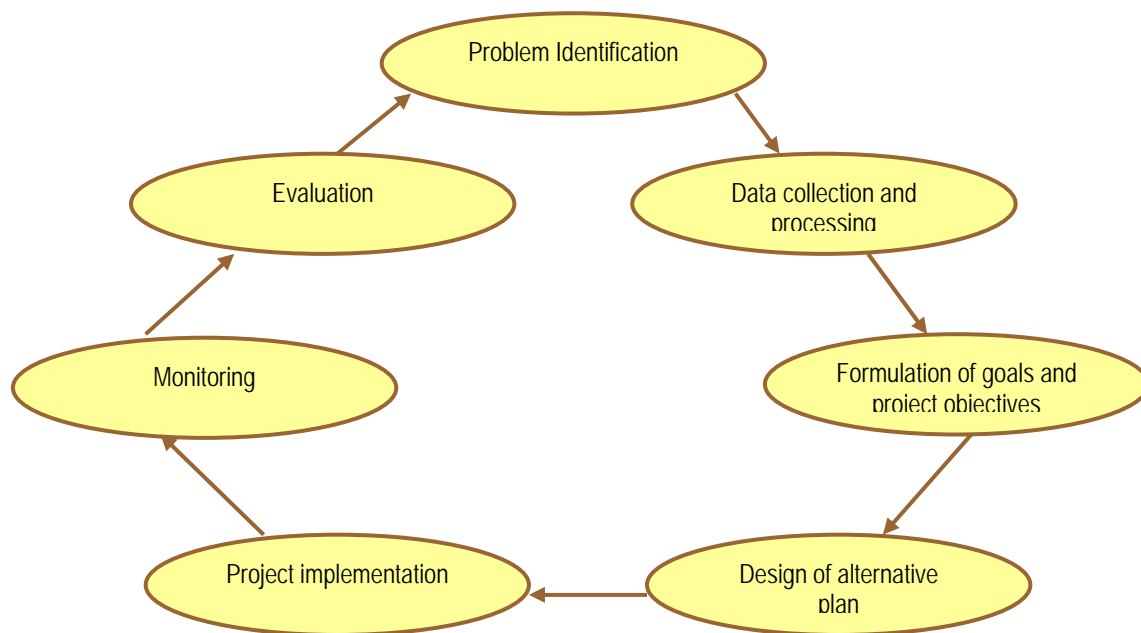 Problem Identification
Data collection and
processing
Formulation of goals and
project objectives
Design of alternative
plan
Project implementation
Monitoring
Evaluation